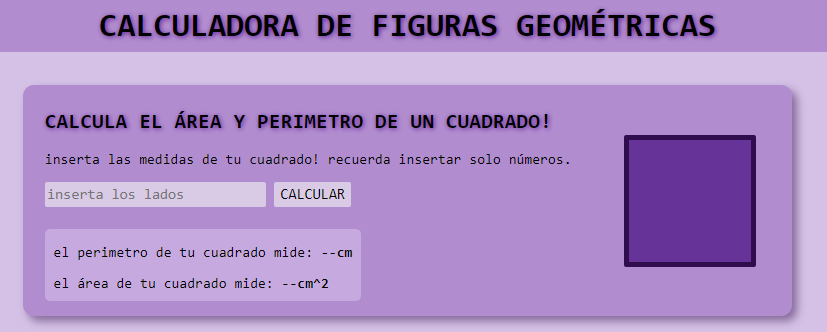 CALCULADORA DE FIGURAS GEOMÉTRICAS
CALCULA EL ÁREA Y PERIMETRO DE UN CUADRADO!
inserta las medidas de tu cuadrado! recuerda insertar solo números.
inserta los lados CALCULAR
el perimetro de tu cuadrado mide: --cm
el área de tu cuadrado mide: --cm^2